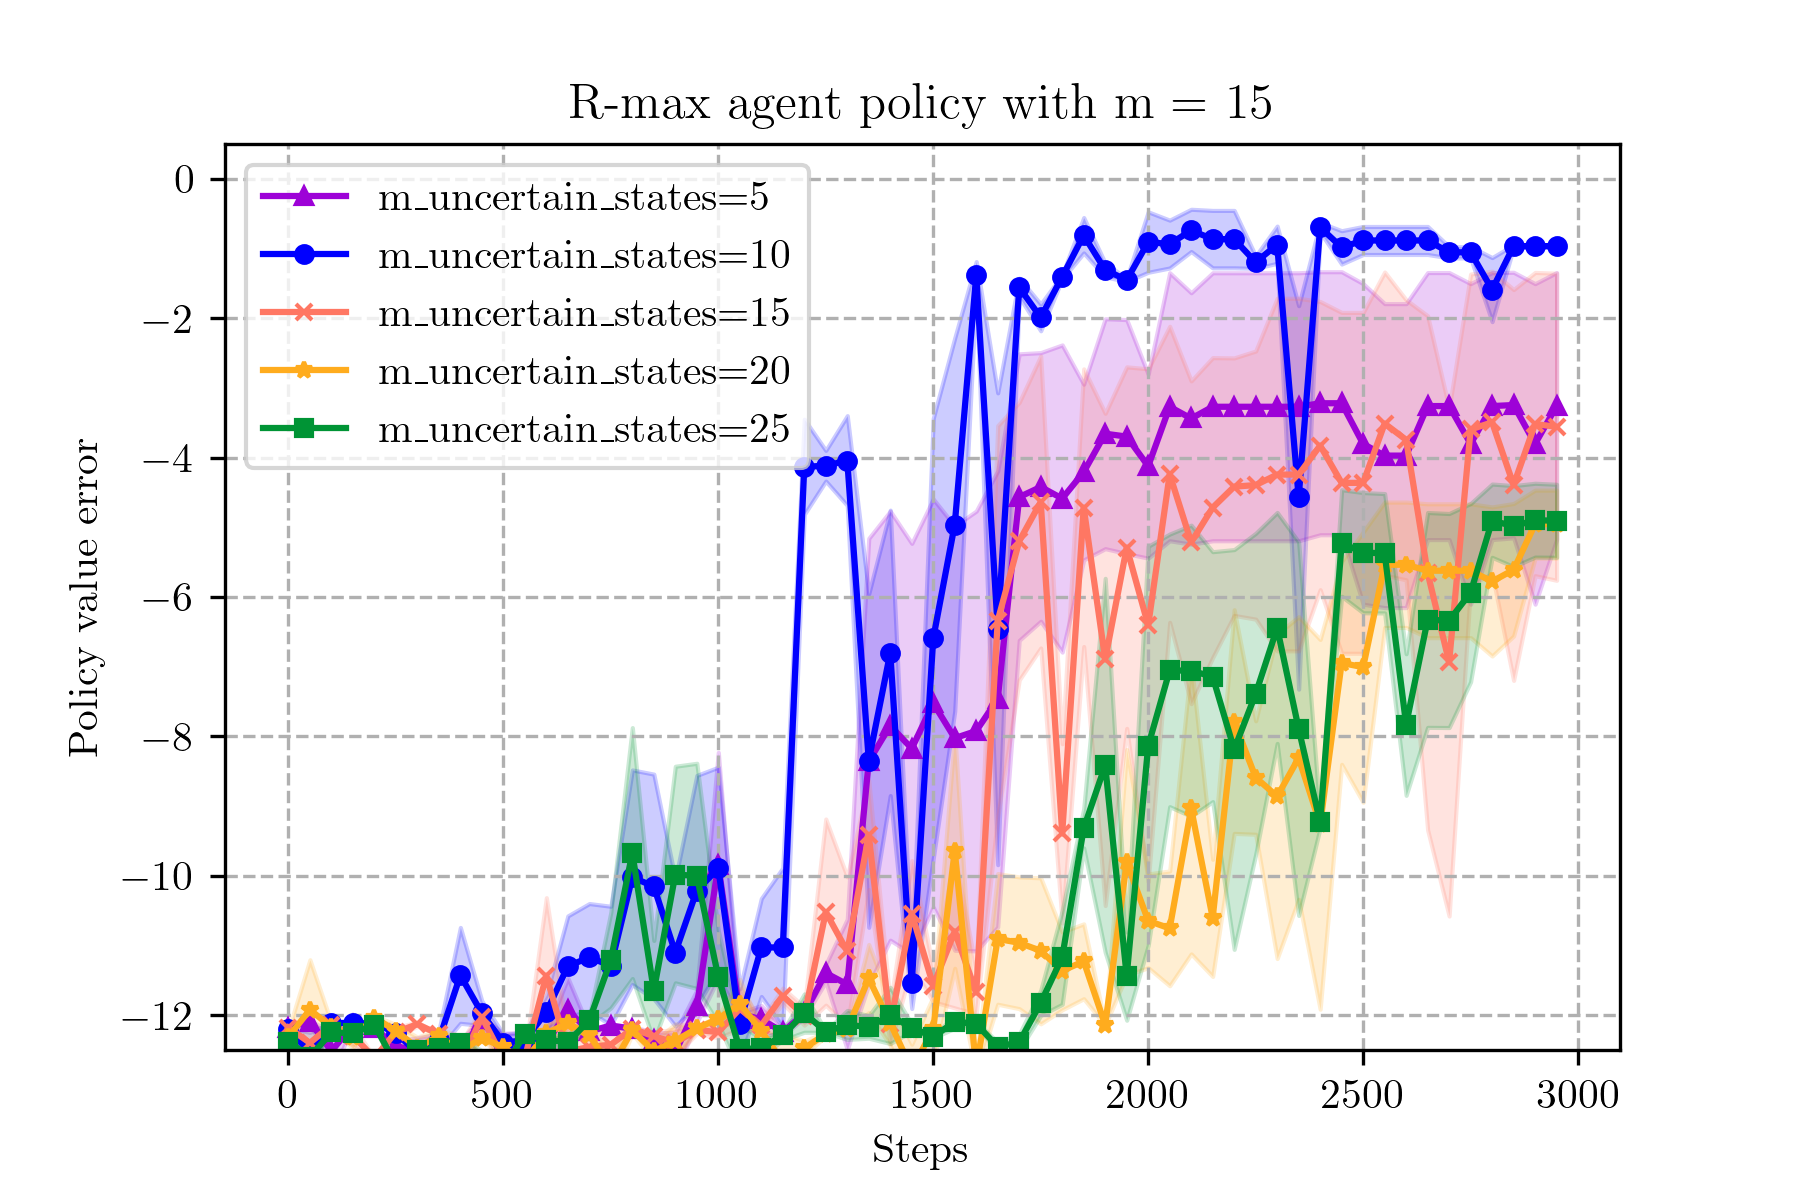 R-max agent policy with m = 15
m_uncertain_states=5
m_uncertain_states=10
m_uncertain_states=15
m_uncertain_states=20
m_uncertain_states=25
Policy value error
0
−2
−4
−6
−8
−10
−12
0 500 1000 1500 2000 2500 3000
Steps